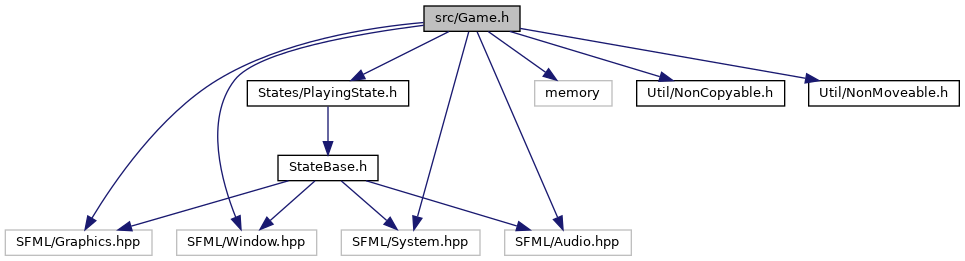 src/Game.h
States/PlayingState.h
memory
Util/NonCopyable.h
Util/NonMoveable.h
StateBase.h
SFML/Graphics.hpp
SFML/Window.hpp
SFML/System.hpp
SFML/Audio.hpp